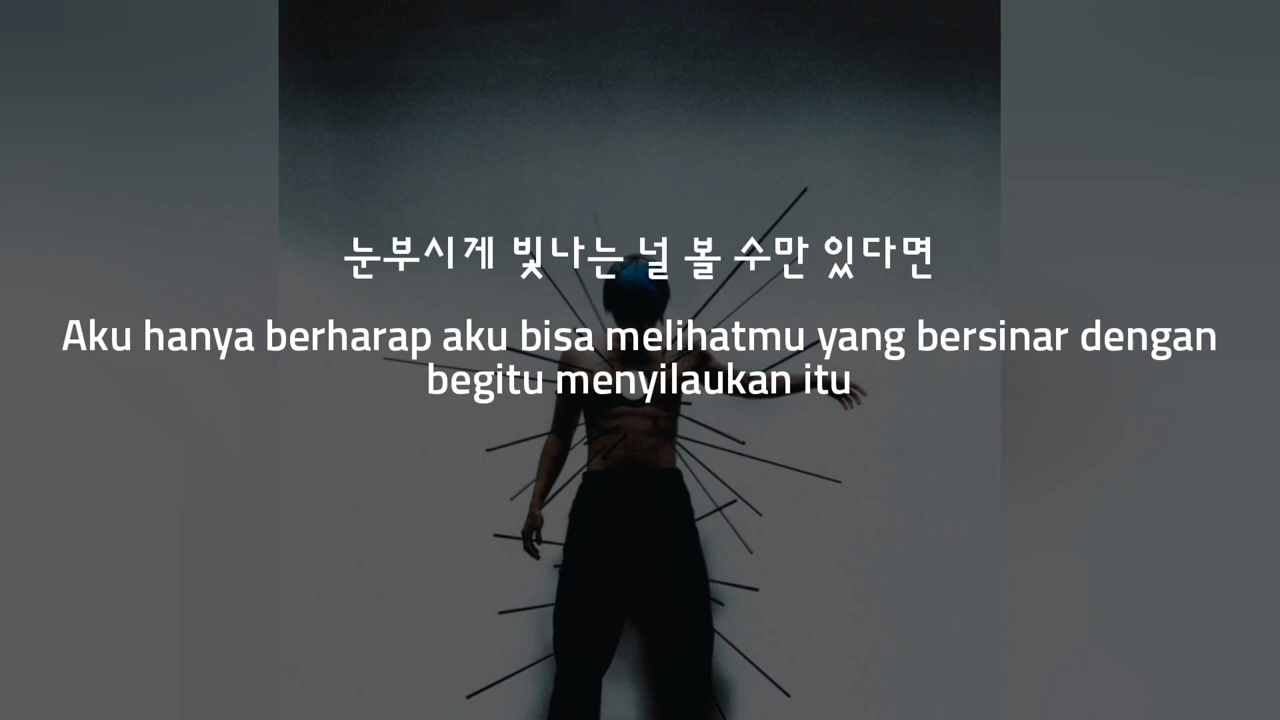 눈부시게 빛나는 널 볼 수만 있다면
Aku hanya berharap aku bisa melihatmu yang bersinar dengan
begitu menyilaukan itu